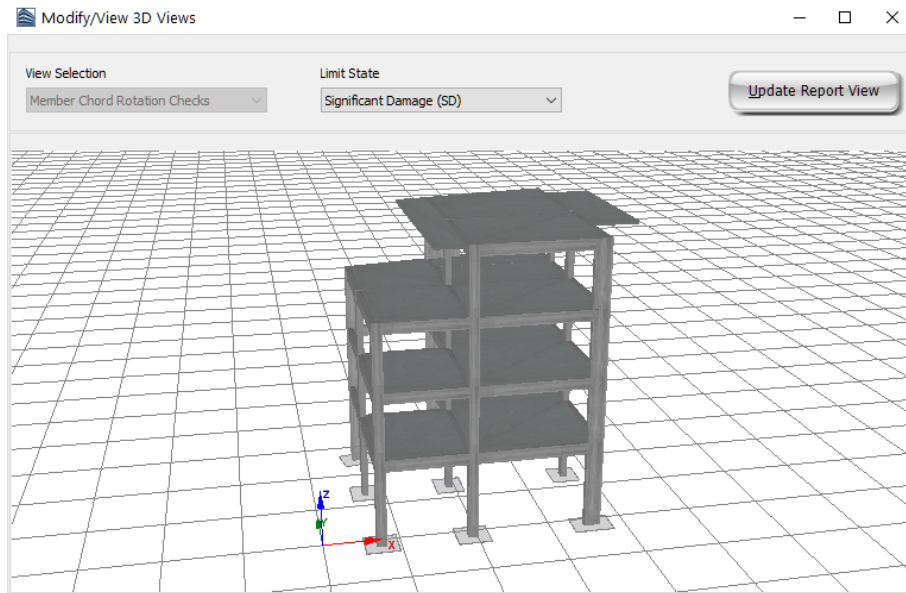 Modify/View 3D Views
View Selection
Limit State
Member Chord Rotation Checks
Significant Damage (SD)
Update Report View
Z
Y
X